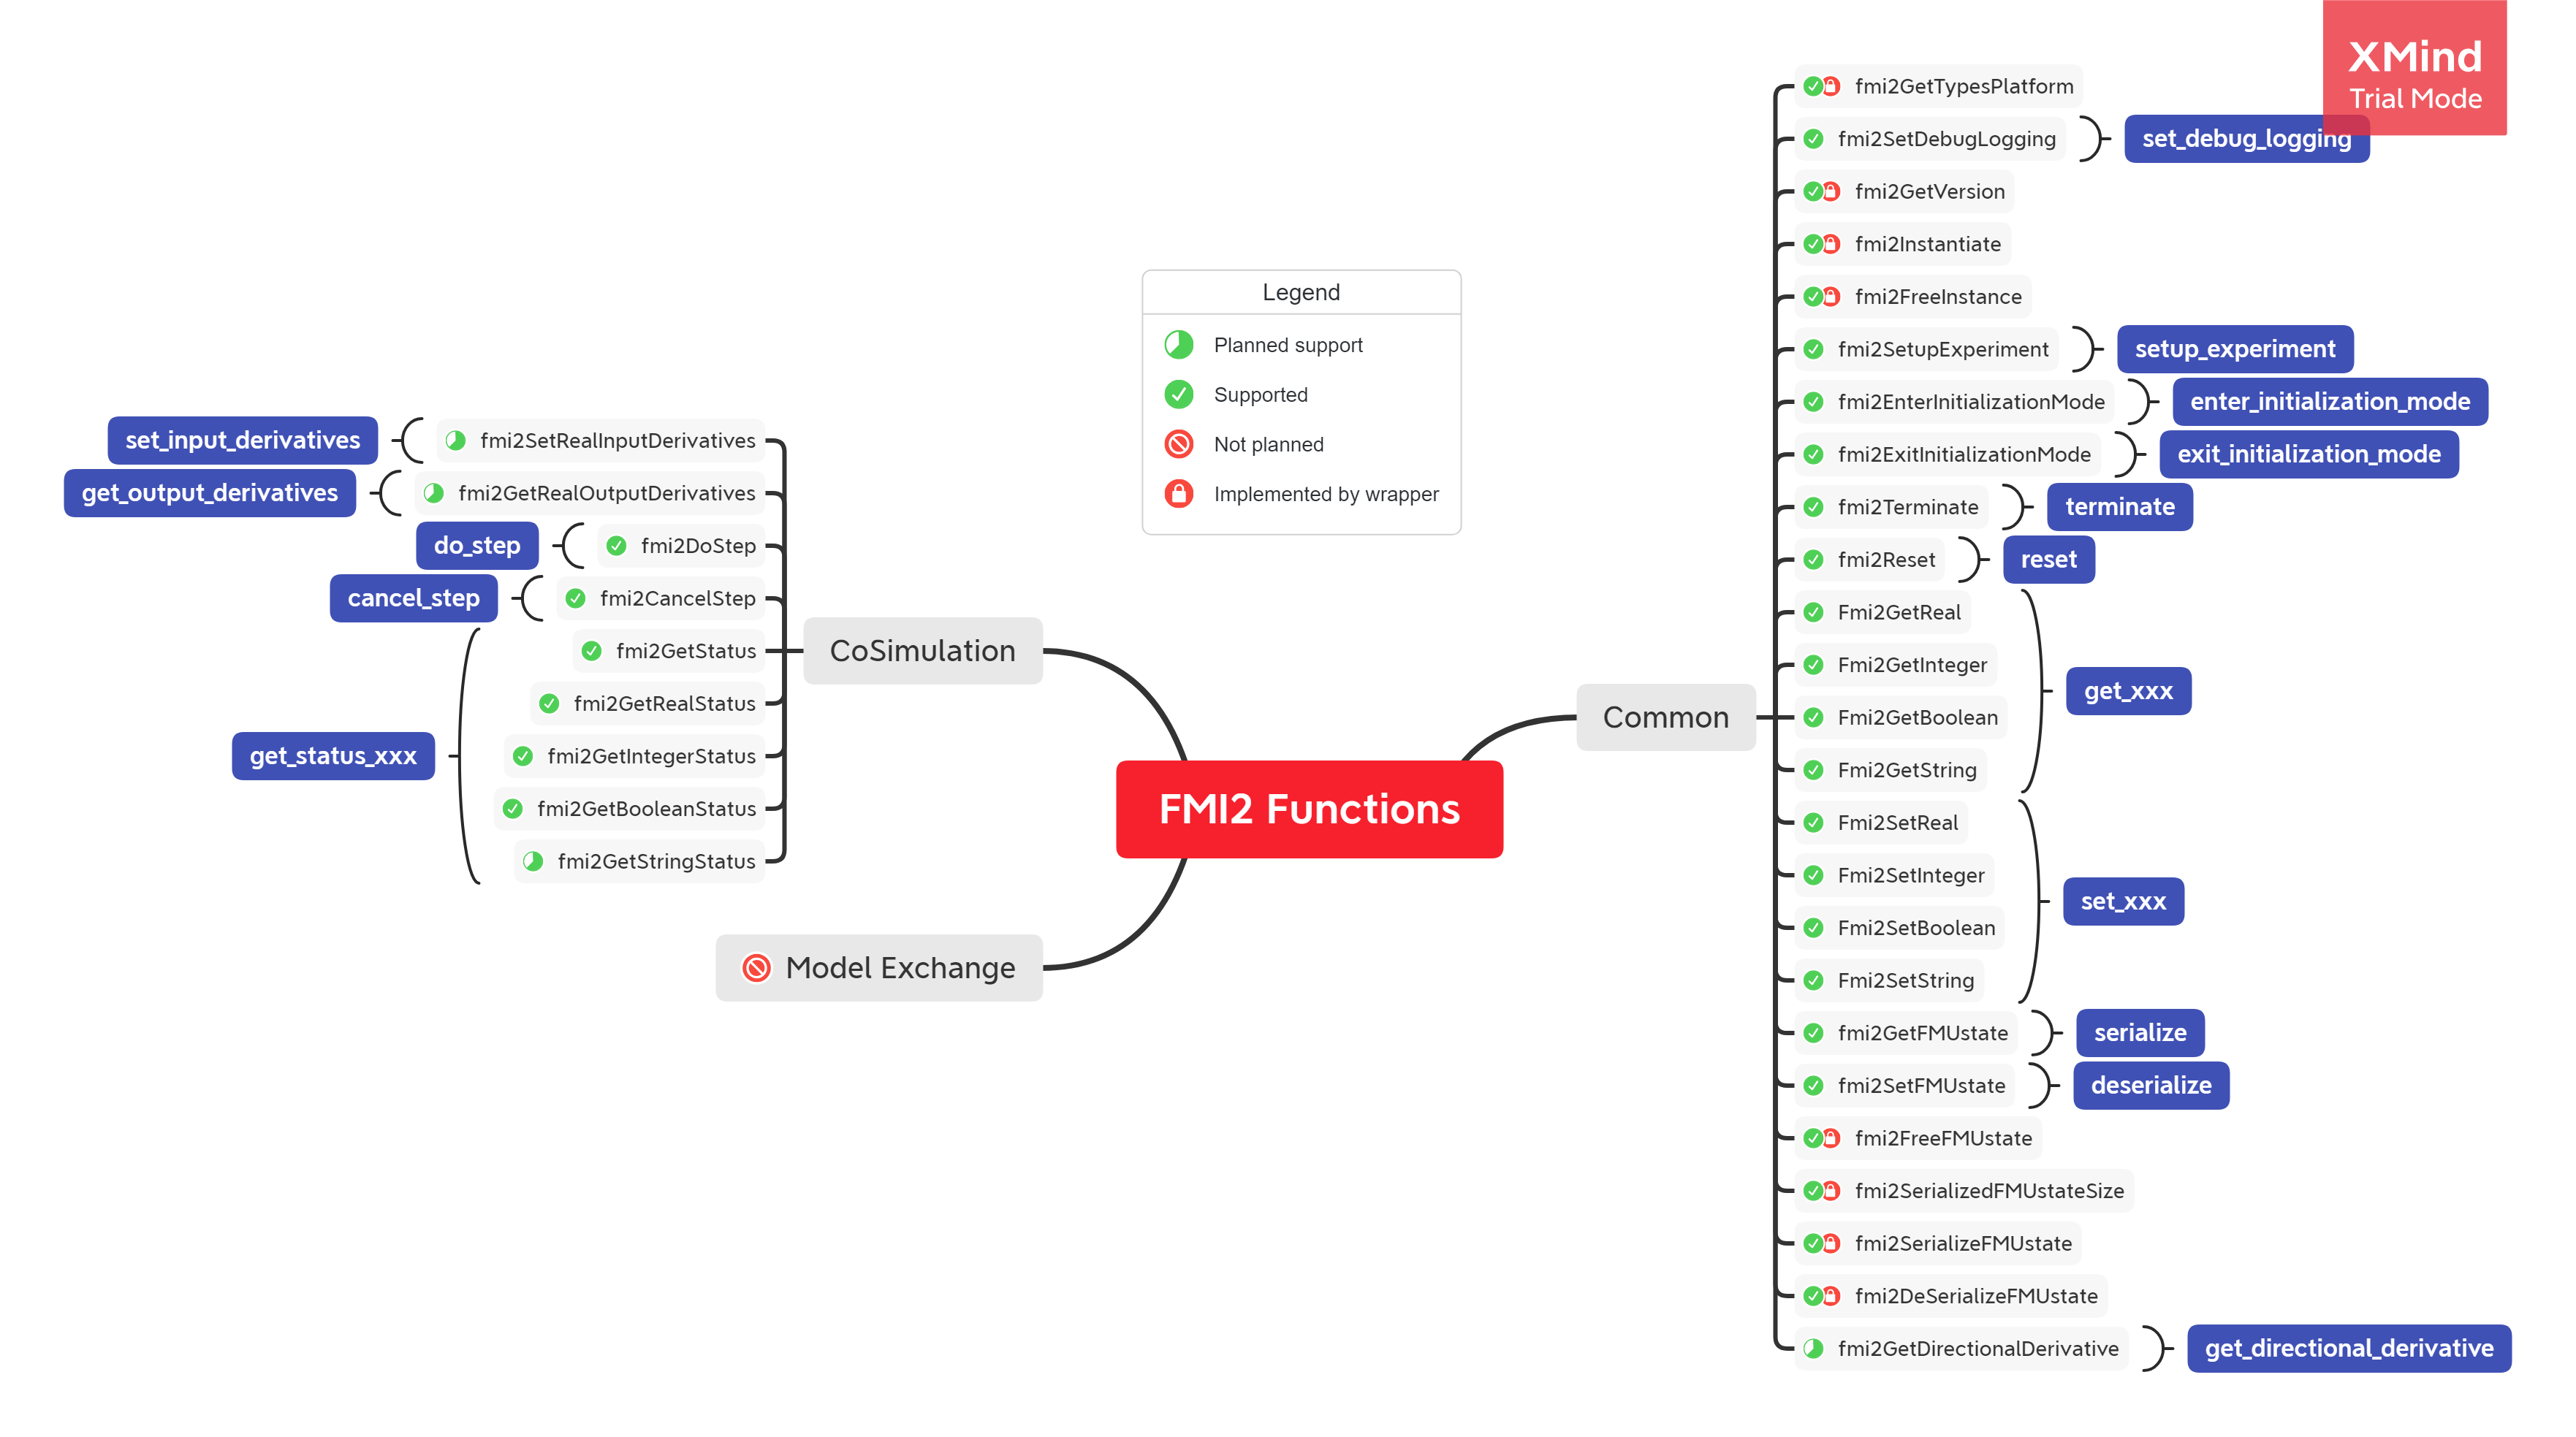 XMind
Trial Mode
fmi2GetTypesPlatform
fmi2SetDebugLogging
set_debug_logging
fmi2GetVersion
fmi2Instantiate
fmi2FreeInstance
fmi2SetupExperiment
setup_experiment
fmi2EnterInitializationMode
enter_initialization_mode
fmi2ExitInitializationMode
exit_initialization_mode
fmi2Terminate
terminate
fmi2Reset
reset
Fmi2GetReal
Fmi2GetInteger
Fmi2GetBoolean
Fmi2GetString
get_xxx
Fmi2SetReal
Fmi2SetInteger
Fmi2SetBoolean
Fmi2SetString
set_xxx
fmi2GetFMUstate
serialize
fmi2SetFMUstate
deserialize
fmi2FreeFMUstate
fmi2SerializedFMUstateSize
fmi2SerializeFMUstate
fmi2DeSerializeFMUstate
fmi2GetDirectionalDerivative
get_directional_derivative
Common
Legend
Planned support
Supported
Not planned
Implemented by wrapper
FMI2 Functions
CoSimulation
set_input_derivatives
fmi2SetRealInputDerivatives
get_output_derivatives
fmi2GetRealOutputDerivatives
do_step
fmi2DoStep
cancel_step
fmi2CancelStep
fmi2GetStatus
fmi2GetRealStatus
get_status_xxx
fmi2GetIntegerStatus
fmi2GetBooleanStatus
fmi2GetStringStatus
Model Exchange